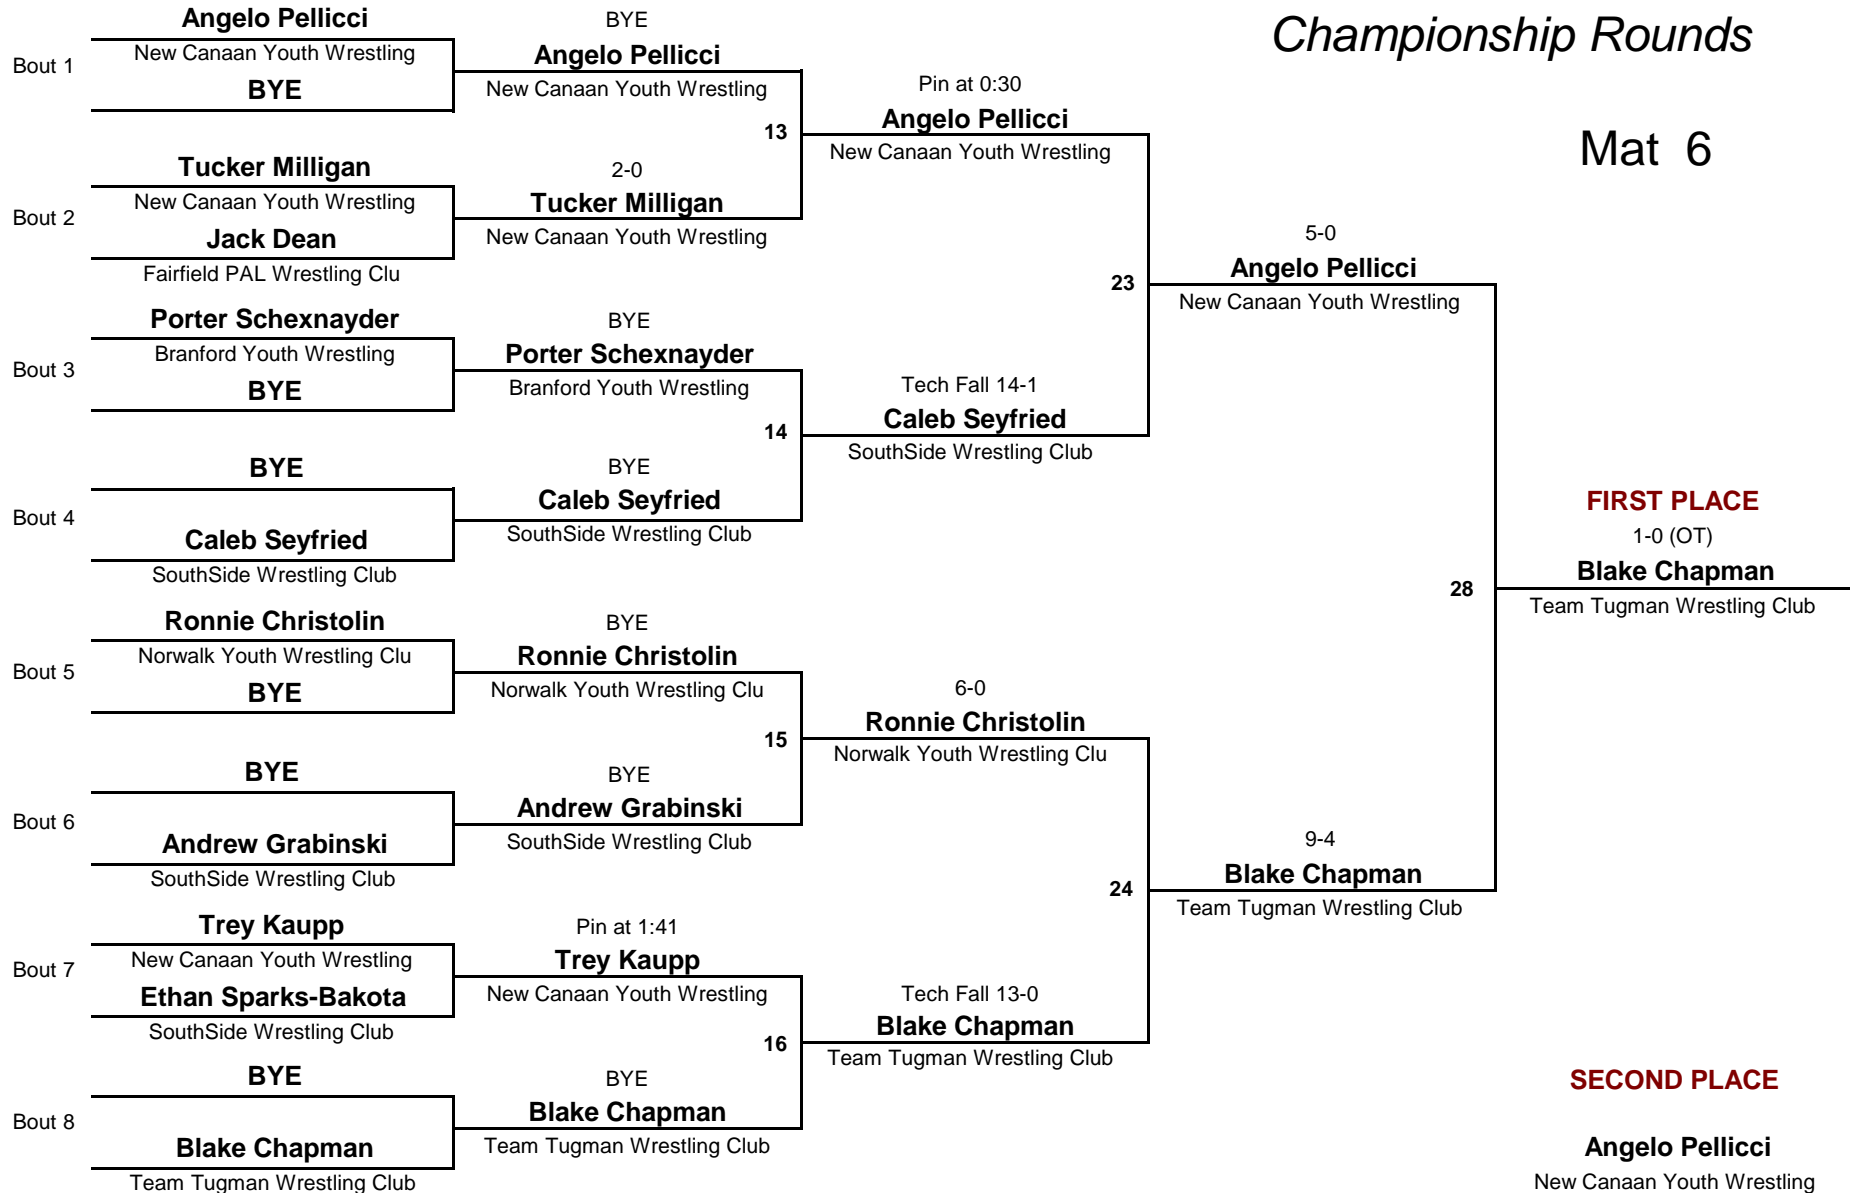 Championship Rounds
Mat 6
Bout 1
Angelo Pellicci
New Canaan Youth Wrestling
BYE
Bout 2
Tucker Milligan
New Canaan Youth Wrestling
Jack Dean
Fairfield PAL Wrestling Clu
Bout 3
Porter Schexnayder
Branford Youth Wrestling
BYE
Bout 4
BYE
Caleb Seyfried
SouthSide Wrestling Club
Bout 5
Ronnie Christolin
Norwalk Youth Wrestling Clu
BYE
Bout 6
BYE
Andrew Grabinski
SouthSide Wrestling Club
Bout 7
Trey Kaupp
New Canaan Youth Wrestling
Ethan Sparks-Bakota
SouthSide Wrestling Club
Bout 8
BYE
Blake Chapman
Team Tugman Wrestling Club
BYE
Angelo Pellicci
New Canaan Youth Wrestling
13
2-0
Tucker Milligan
New Canaan Youth Wrestling
BYE
Porter Schexnayder
Branford Youth Wrestling
14
BYE
Caleb Seyfried
SouthSide Wrestling Club
BYE
Ronnie Christolin
Norwalk Youth Wrestling Clu
15
BYE
Andrew Grabinski
SouthSide Wrestling Club
Pin at 1:41
Trey Kaupp
New Canaan Youth Wrestling
16
BYE
Blake Chapman
Team Tugman Wrestling Club
Pin at 0:30
Angelo Pellicci
New Canaan Youth Wrestling
23
Tech Fall 14-1
Caleb Seyfried
SouthSide Wrestling Club
6-0
Ronnie Christolin
Norwalk Youth Wrestling Clu
24
Tech Fall 13-0
Blake Chapman
Team Tugman Wrestling Club
5-0
Angelo Pellicci
New Canaan Youth Wrestling
28
9-4
Blake Chapman
Team Tugman Wrestling Club
FIRST PLACE
1-0 (OT)
Blake Chapman
Team Tugman Wrestling Club
SECOND PLACE
Angelo Pellicci
New Canaan Youth Wrestling